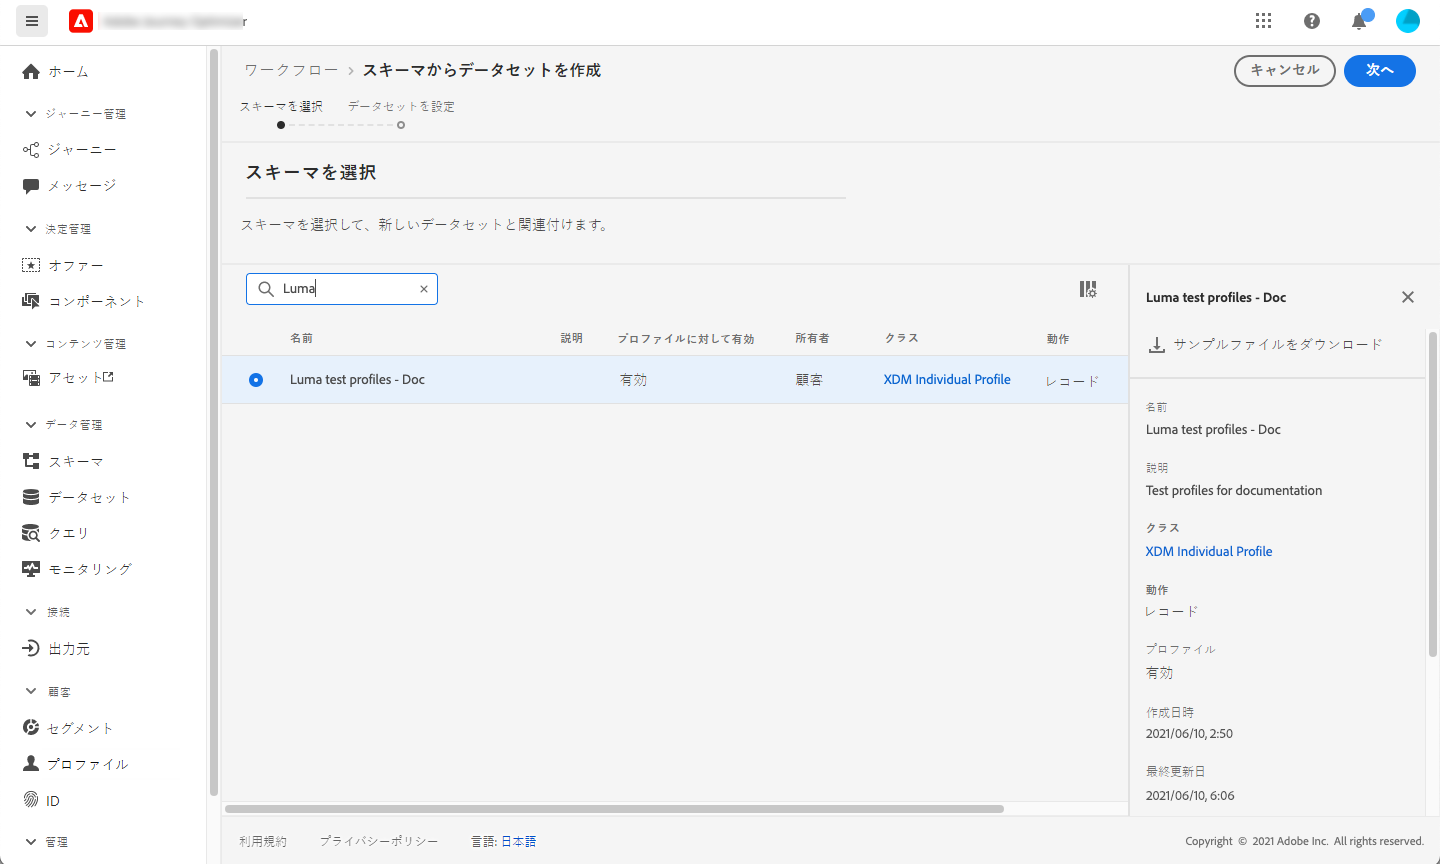 ホーム
ジャーニー管理
ジャーニー
メッセージ
決定管理
オファー
コンポーネント
コンテンツ管理
アセット
データ管理
スキーマ
データセット
クエリ
モニタリング
接続
出力元
顧客
セグメント
プロファイル
ID
管理
ワークフロー > スキーマからデータセットを作成
キャンセル
次へ
スキーマを選択
データセットを設定
スキーマを選択
スキーマを選択して、新しいデータセットと関連付けます。
Luma
名前 説明 プロファイルに対して有効 所有者 クラス 動作
Luma test profiles - Doc 有効 顧客 XDM Individual Profile レコード
Luma test profiles - Doc
サンプルファイルをダウンロード
名前
Luma test profiles - Doc
説明
Test profiles for documentation
クラス
XDM Individual Profile
動作
レコード
プロファイル
有効
作成日時
2021/06/10, 2:50
最終更新日
2021/06/10, 6:06
利用規約 プライバシーポリシー 言語: 日本語
Copyright © 2021 Adobe Inc. All rights reserved.